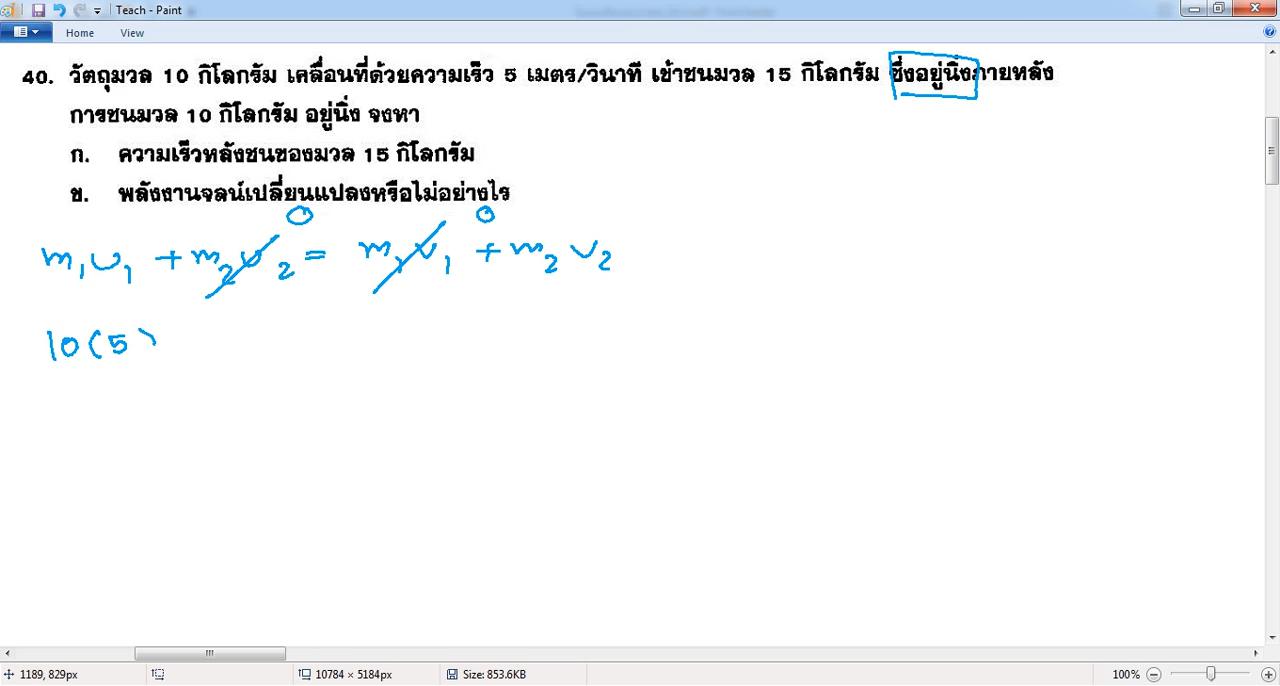 Teach - Paint
Home View
40. วัตถุมวล 10 กิโลกรัม เคลื่อนที่ด้วยความเร็ว 5 เมตร/วินาที เข้าชนมวล 15 กิโลกรัม ซึ่งอยู่นิ่งภายหลัง
การชนมวล 10 กิโลกรัม อยู่นิ่ง จงหา
ก. ความเร็วหลังชนของมวล 15 กิโลกรัม
ข. พลังงานจลน์เปลี่ยนแปลงหรือไม่อย่างไร
0 0
m₁u₁ + m₂u₂ = m₁v₁ + m₂v₂
10(5)
1189, 829px 10784 × 5184px Size: 853.6KB 100%